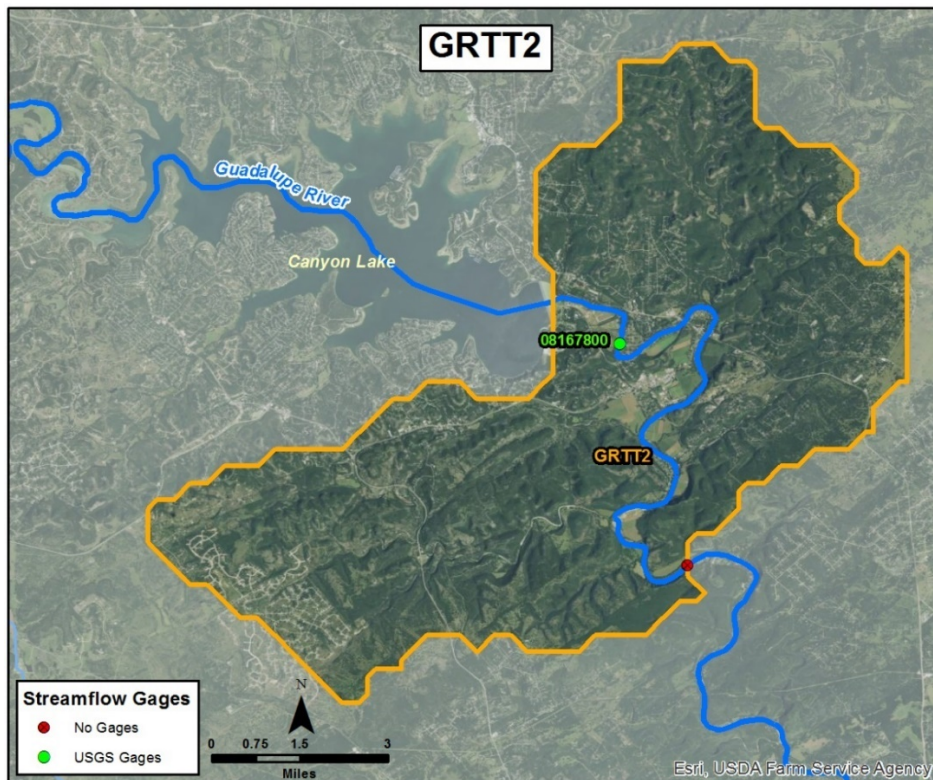 GRTT2
Guadalupe River
Canyon Lake
08167800
GRTT2
Streamflow Gages
No Gages
USGS Gages
N
0 0.75 1.5 3
Miles
Esri, USDA Farm Service Agency